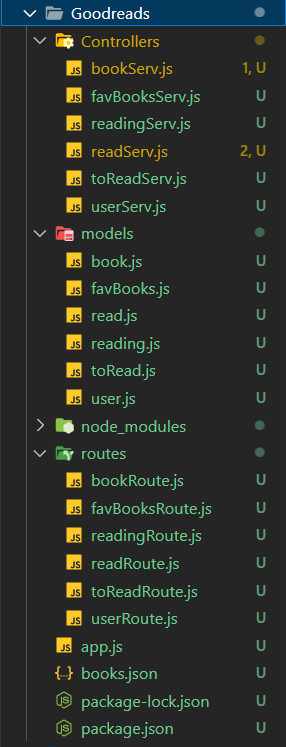 Goodreads
Controllers
JS bookServ.js 1, U
JS favBooksServ.js U
JS readingServ.js U
JS readServ.js 2, U
JS toReadServ.js U
JS userServ.js U
models
JS book.js U
JS favBooks.js U
JS read.js U
JS reading.js U
JS toRead.js U
JS user.js U
node_modules
routes
JS bookRoute.js U
JS favBooksRoute.js U
JS readingRoute.js U
JS readRoute.js U
JS toReadRoute.js U
JS userRoute.js U
JS app.js U
{..} books.json U
JS package-lock.json U
JS package.json U